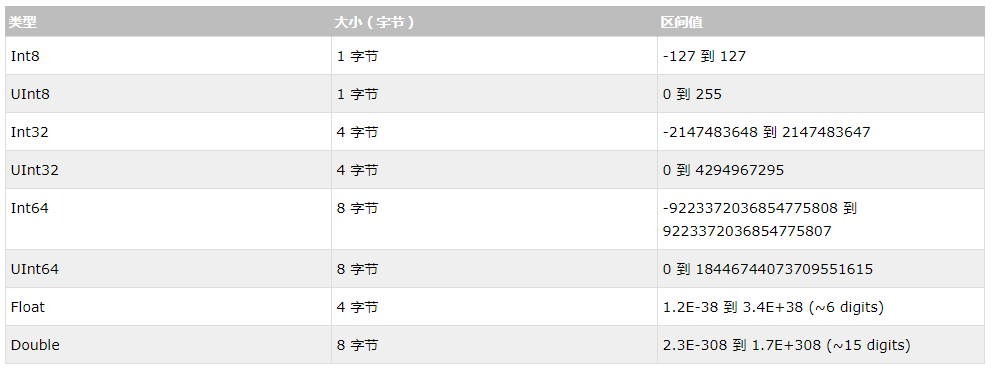 类型 大小（字节） 区间值
Int8 1 字节 -127 到 127
UInt8 1 字节 0 到 255
Int32 4 字节 -2147483648 到 2147483647
UInt32 4 字节 0 到 4294967295
Int64 8 字节 -9223372036854775808 到
9223372036854775807
UInt64 8 字节 0 到 18446744073709551615
Float 4 字节 1.2E-38 到 3.4E+38 (~6 digits)
Double 8 字节 2.3E-308 到 1.7E+308 (~15 digits)